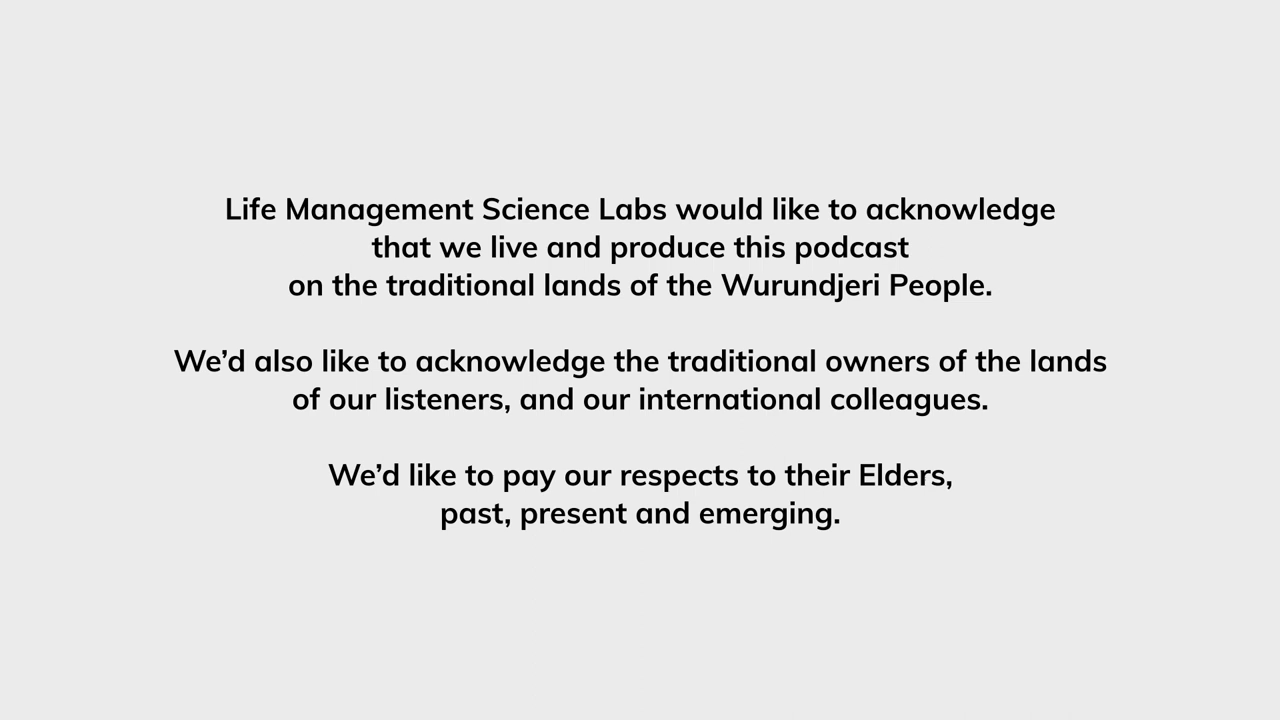 Life Management Science Labs would like to acknowledge
that we live and produce this podcast
on the traditional lands of the Wurundjeri People.
We’d also like to acknowledge the traditional owners of the lands
of our listeners, and our international colleagues.
We’d like to pay our respects to their Elders,
past, present and emerging.